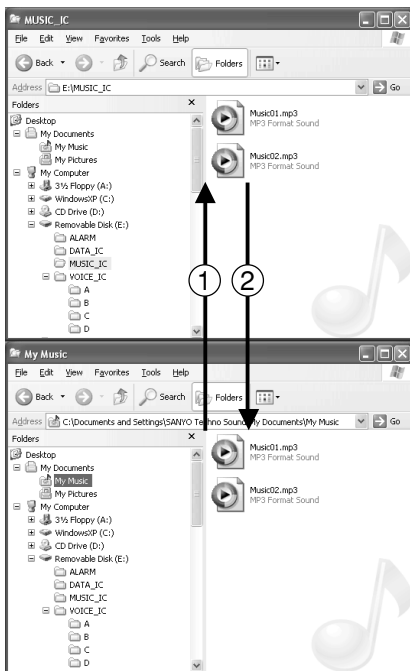 MUSIC_IC
File Edit View Favorites Tools Help
Back Search Folders
Address E:\MUSIC_IC Go
Folders ×
Desktop
My Documents
My Music
My Pictures
My Computer
3½ Floppy (A:)
WindowsXP (C:)
CD Drive (D:)
Removable Disk (E:)
ALARM
DATA_IC
MUSIC_IC
VOICE_IC
A
B
C
D
Music01.mp3
MP3 Format Sound
Music02.mp3
MP3 Format Sound
1 2
My Music
File Edit View Favorites Tools Help
Back Search Folders
Address C:\Documents and Settings\SANYO Techno Sound\My Documents\My Music Go
Folders ×
Desktop
My Documents
My Music
My Pictures
My Computer
3½ Floppy (A:)
WindowsXP (C:)
CD Drive (D:)
Removable Disk (E:)
ALARM
DATA_IC
MUSIC_IC
VOICE_IC
A
B
C
D
Music01.mp3
MP3 Format Sound
Music02.mp3
MP3 Format Sound